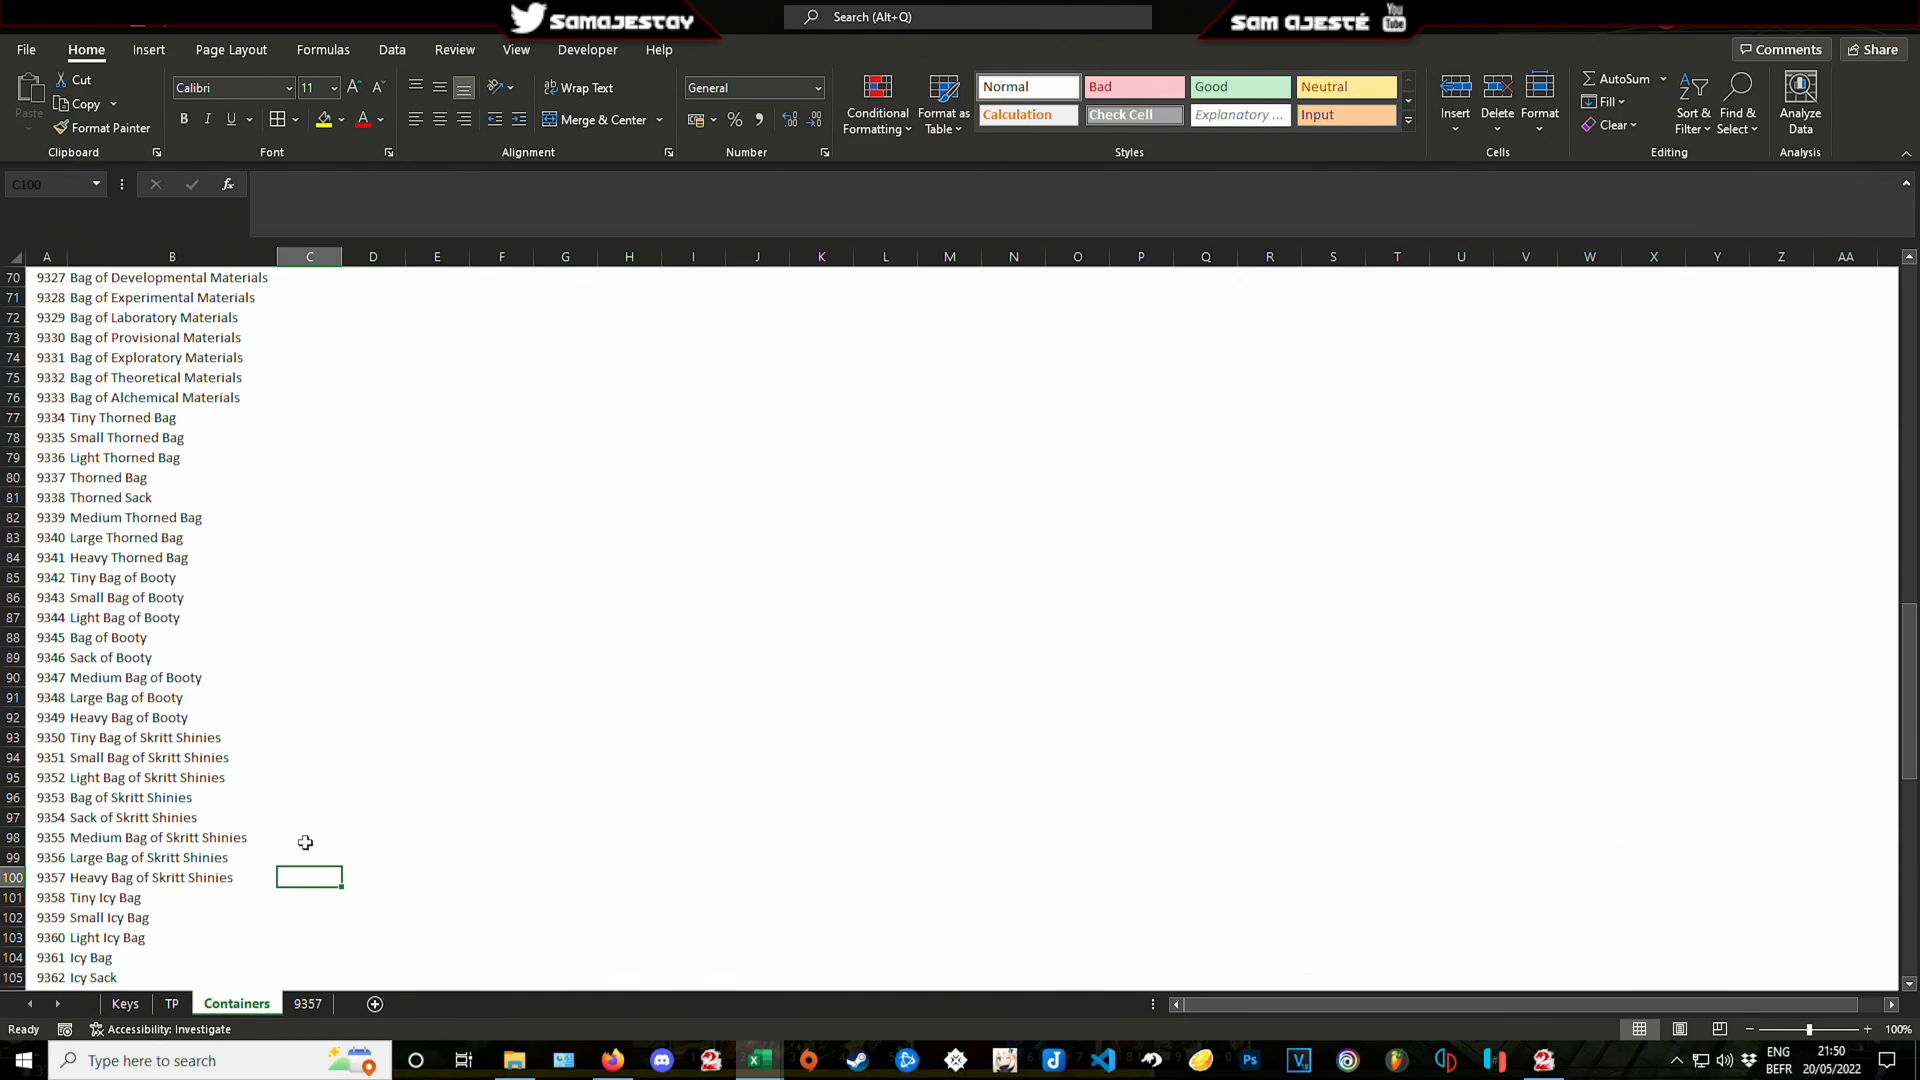 Samajestay
Search (Alt+Q)
Sam Ajesté
You
Tube
File Home Insert Page Layout Formulas Data Review View Developer Help Comments Share
Paste
Cut
Copy
Format Painter
Clipboard
Calibri 11
B I U
Font
Wrap Text
Merge & Center
Alignment
General
Number
Conditional
Formatting
Format as
Table
Normal Bad Good Neutral
Calculation Check Cell Explanatory ... Input
Styles
Insert Delete Format
Cells
AutoSum
Fill
Clear
Sort &
Filter
Find &
Select
Editing
Analyze
Data
Analysis
C100 fx
A B C D E F G H I J K L M N O P Q R S T U V W X Y Z AA
70 9327 Bag of Developmental Materials
71 9328 Bag of Experimental Materials
72 9329 Bag of Laboratory Materials
73 9330 Bag of Provisional Materials
74 9331 Bag of Exploratory Materials
75 9332 Bag of Theoretical Materials
76 9333 Bag of Alchemical Materials
77 9334 Tiny Thorned Bag
78 9335 Small Thorned Bag
79 9336 Light Thorned Bag
80 9337 Thorned Bag
81 9338 Thorned Sack
82 9339 Medium Thorned Bag
83 9340 Large Thorned Bag
84 9341 Heavy Thorned Bag
85 9342 Tiny Bag of Booty
86 9343 Small Bag of Booty
87 9344 Light Bag of Booty
88 9345 Bag of Booty
89 9346 Sack of Booty
90 9347 Medium Bag of Booty
91 9348 Large Bag of Booty
92 9349 Heavy Bag of Booty
93 9350 Tiny Bag of Skritt Shinies
94 9351 Small Bag of Skritt Shinies
95 9352 Light Bag of Skritt Shinies
96 9353 Bag of Skritt Shinies
97 9354 Sack of Skritt Shinies
98 9355 Medium Bag of Skritt Shinies
99 9356 Large Bag of Skritt Shinies
100 9357 Heavy Bag of Skritt Shinies
101 9358 Tiny Icy Bag
102 9359 Small Icy Bag
103 9360 Light Icy Bag
104 9361 Icy Bag
105 9362 Icy Sack
Keys TP Containers 9357
Ready Accessibility: Investigate 100%
Type here to search
ENG
BEFR
21:50
20/05/2022